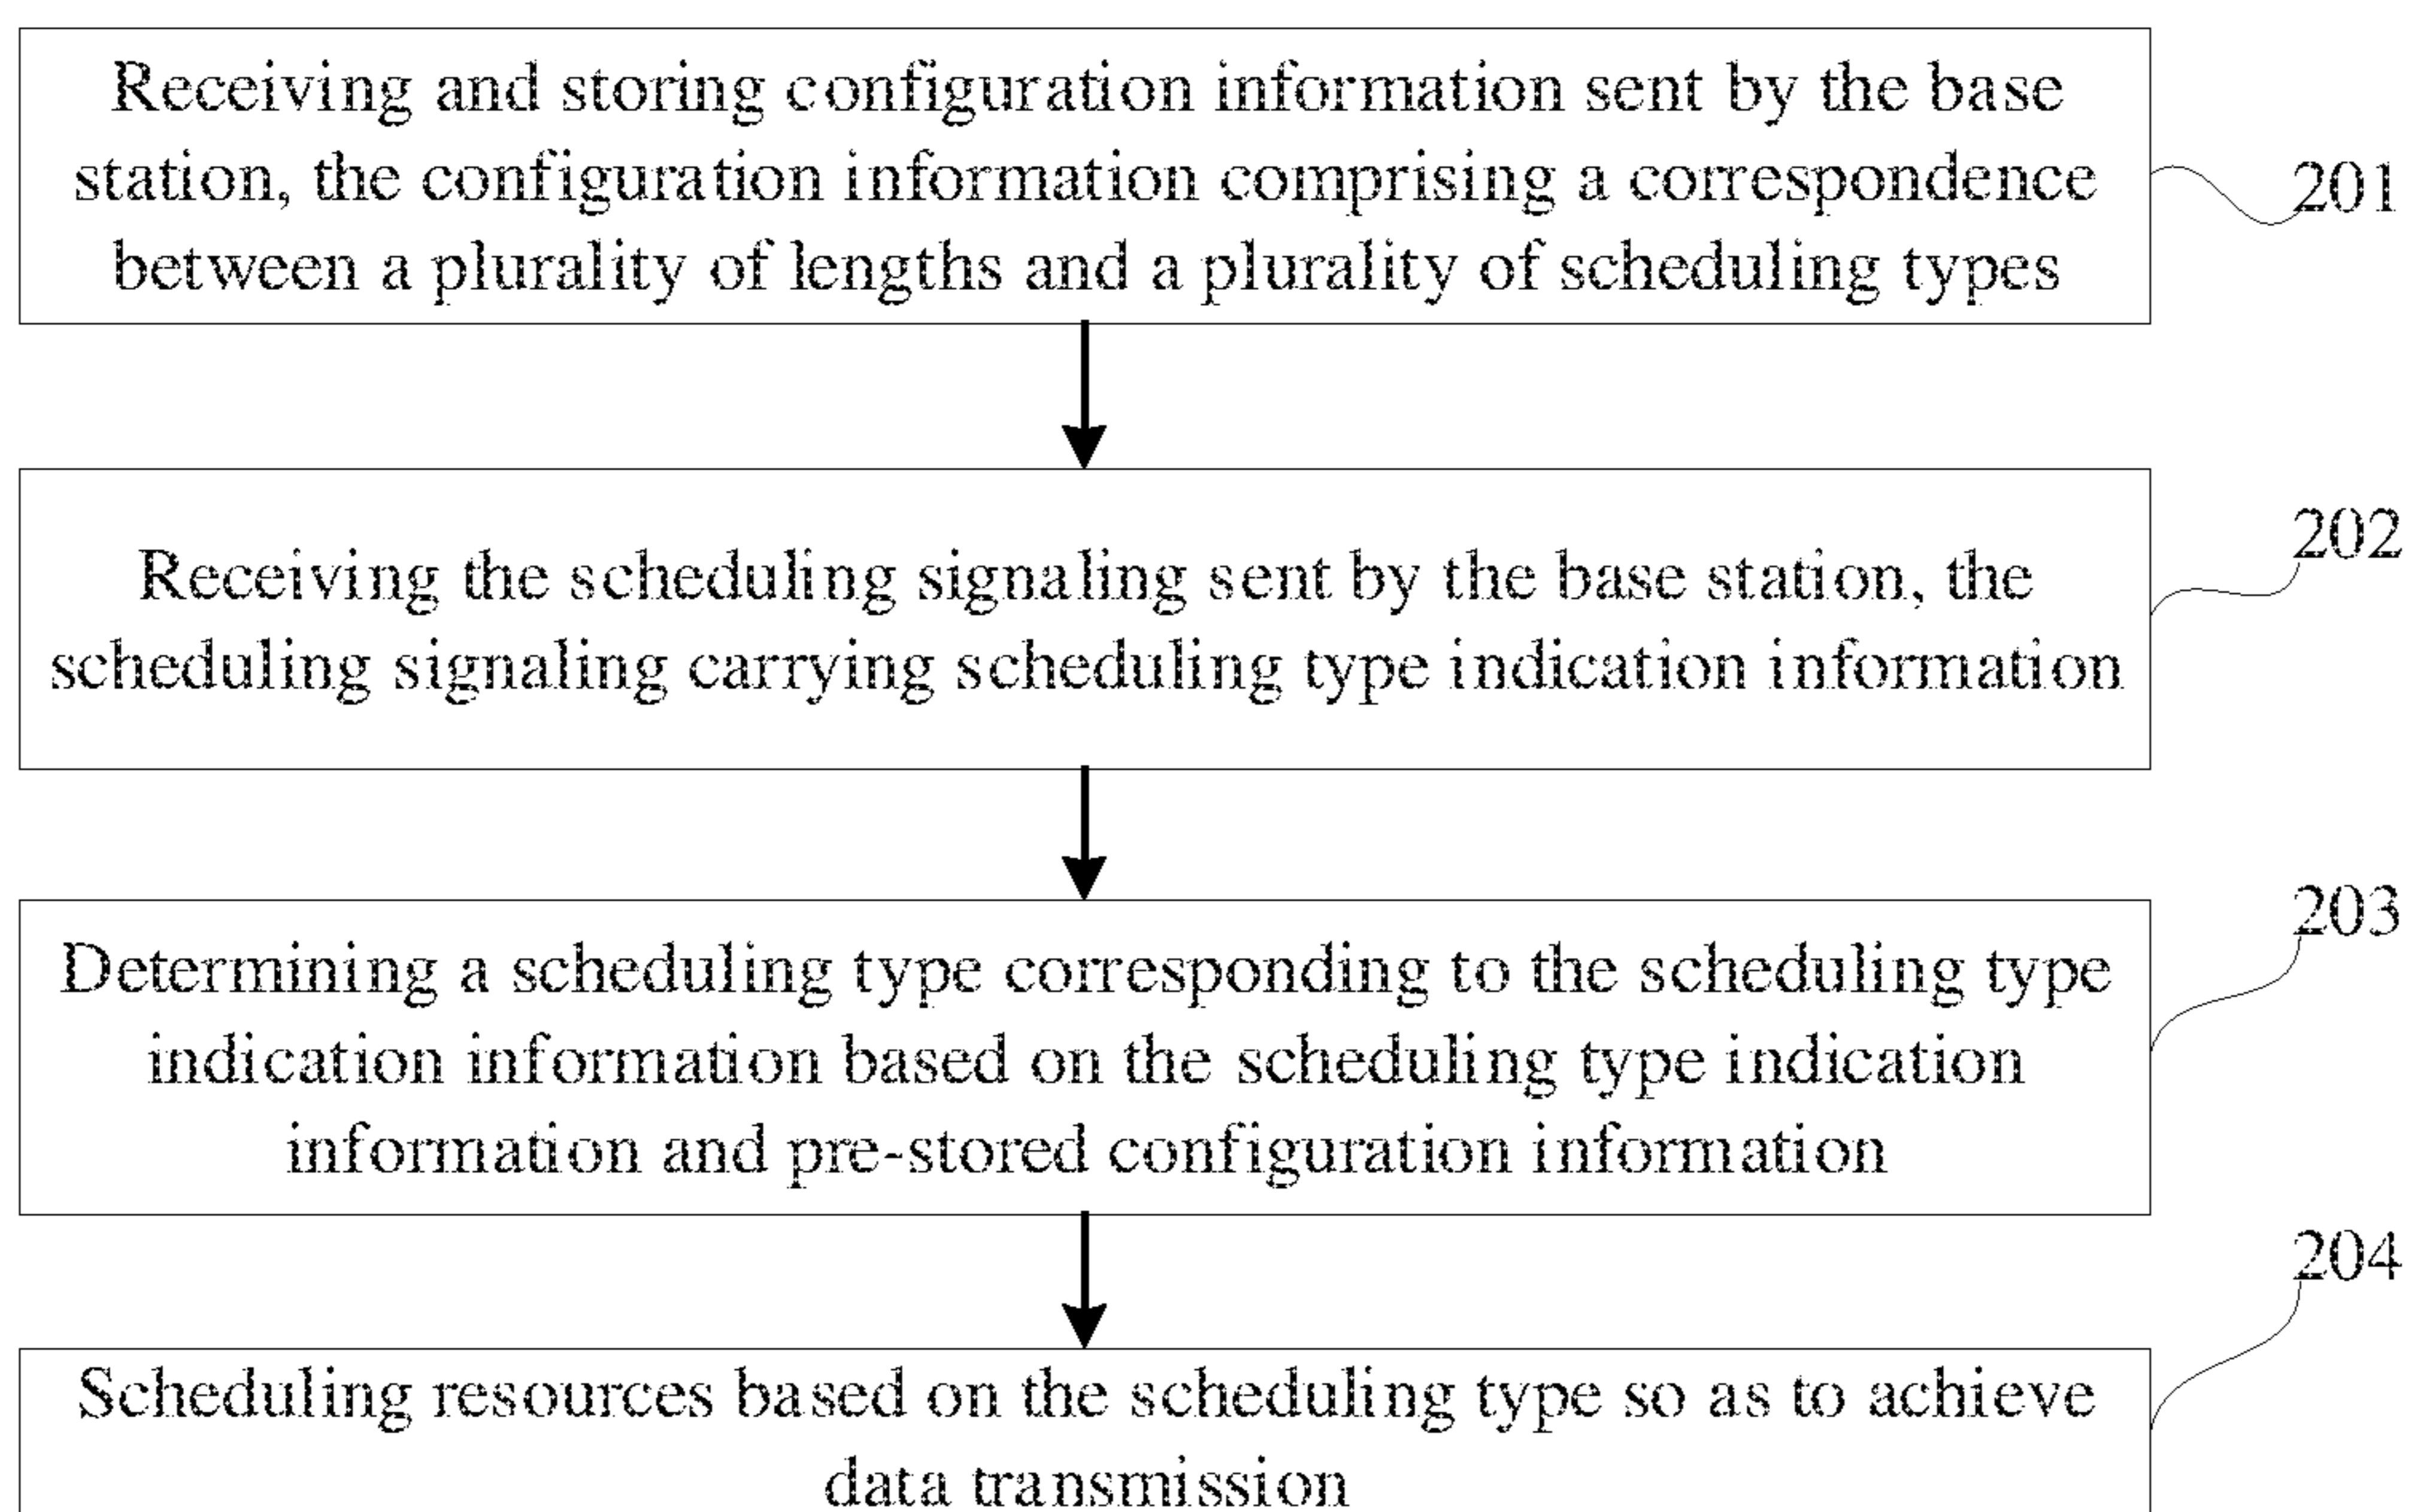 Receiving and storing configuration information sent by the base
station, the configuration information comprising a correspondence
between a plurality of lengths and a plurality of scheduling types
201
Receiving the scheduling signaling sent by the base station, the
scheduling signaling carrying scheduling type indication information
202
Determining a scheduling type corresponding to the scheduling type
indication information based on the scheduling type indication
information and pre-stored configuration information
203
Scheduling resources based on the scheduling type so as to achieve
data transmission
204